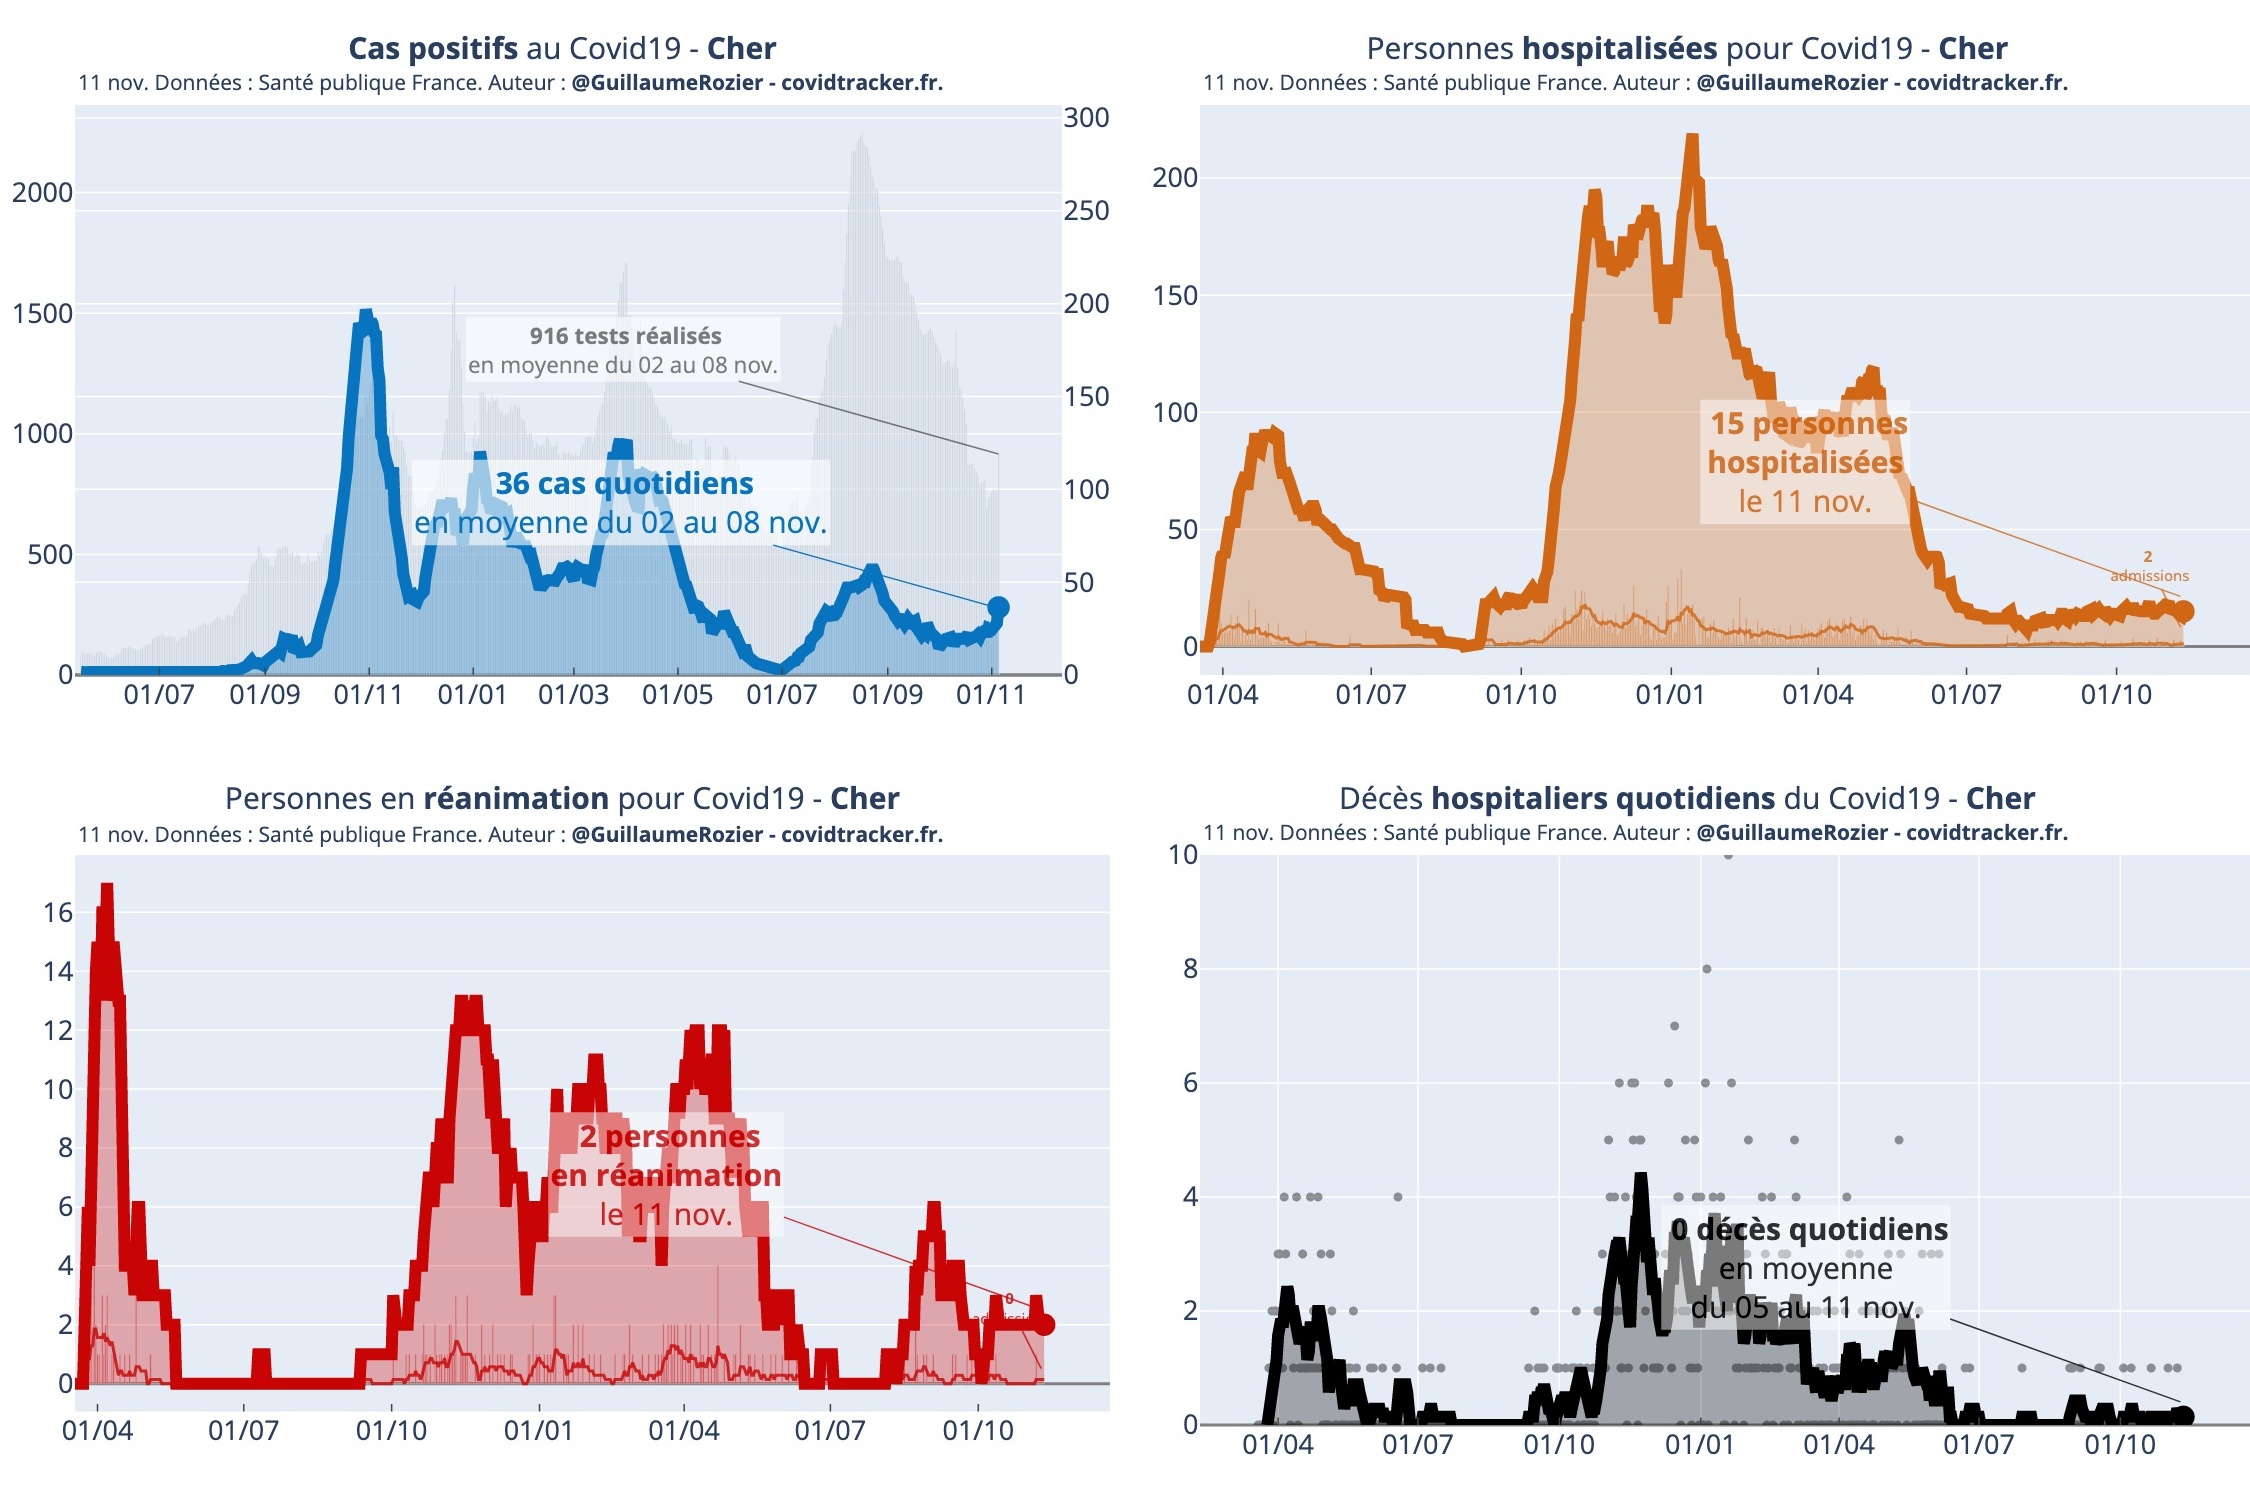 Cas positifs au Covid19 - Cher
11 nov. Données : Santé publique France. Auteur : @GuillaumeRozier - covidtracker.fr.
300
2000
250
1500
200
916 tests réalisés
en moyenne du 02 au 08 nov.
150
1000
36 cas quotidiens
100
en moyenne du 02 au 08 nov.
500
50
0
0
01/07 01/09 01/11 01/01 01/03 01/05 01/07 01/09 01/11
Personnes hospitalisées pour Covid19 - Cher
11 nov. Données : Santé publique France. Auteur : @GuillaumeRozier - covidtracker.fr.
200
150
100
15 personnes
hospitalisées
le 11 nov.
50
2
admissions
0
01/04 01/07 01/10 01/01 01/04 01/07 01/10
Personnes en réanimation pour Covid19 - Cher
11 nov. Données : Santé publique France. Auteur : @GuillaumeRozier - covidtracker.fr.
16
14
12
10
8
2 personnes
en réanimation
6
le 11 nov.
4
0
2
0
01/04 01/07 01/10 01/01 01/04 01/07 01/10
Décès hospitaliers quotidiens du Covid19 - Cher
11 nov. Données : Santé publique France. Auteur : @GuillaumeRozier - covidtracker.fr.
10
8
6
4
0 décès quotidiens
en moyenne
du 05 au 11 nov.
2
0
01/04 01/07 01/10 01/01 01/04 01/07 01/10